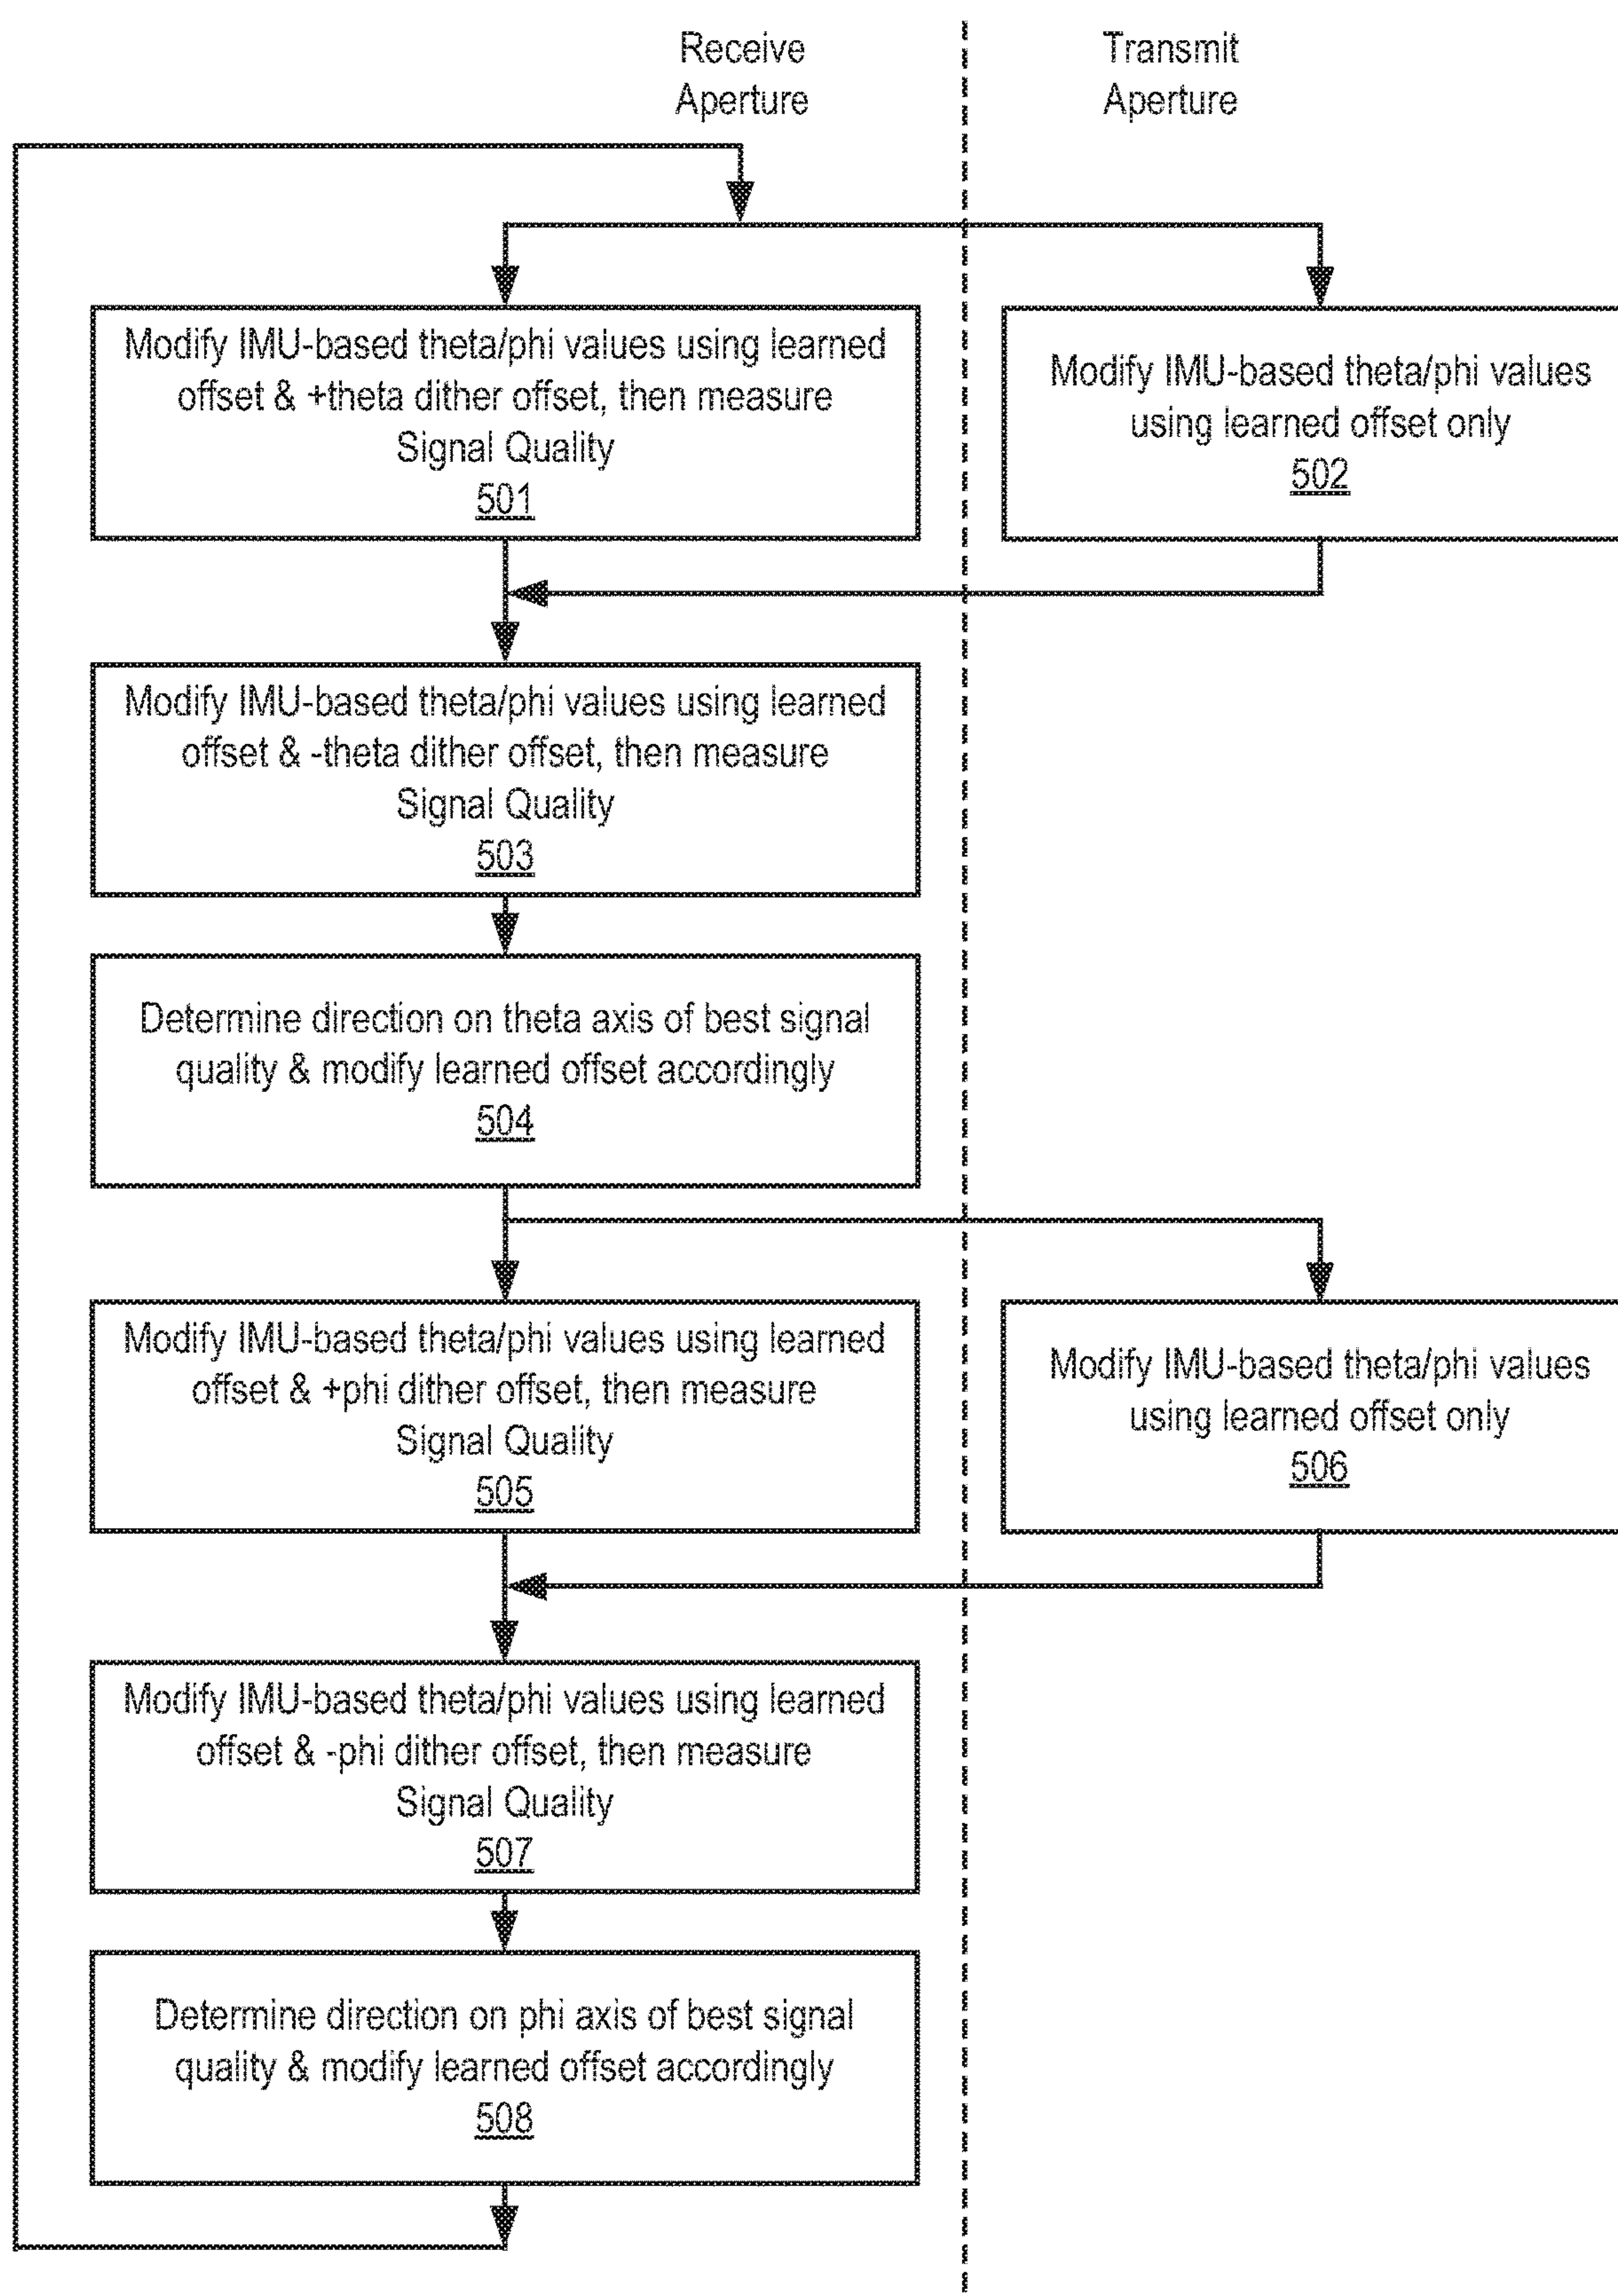 Receive
Aperture
Transmit
Aperture
Modify IMU-based theta/phi values using learned
offset & +theta dither offset, then measure
Signal Quality
501
Modify IMU-based theta/phi values
using learned offset only
502
Modify IMU-based theta/phi values using learned
offset & -theta dither offset, then measure
Signal Quality
503
Determine direction on theta axis of best signal
quality & modify learned offset accordingly
504
Modify IMU-based theta/phi values using learned
offset & +phi dither offset, then measure
Signal Quality
505
Modify IMU-based theta/phi values
using learned offset only
506
Modify IMU-based theta/phi values using learned
offset & -phi dither offset, then measure
Signal Quality
507
Determine direction on phi axis of best signal
quality & modify learned offset accordingly
508